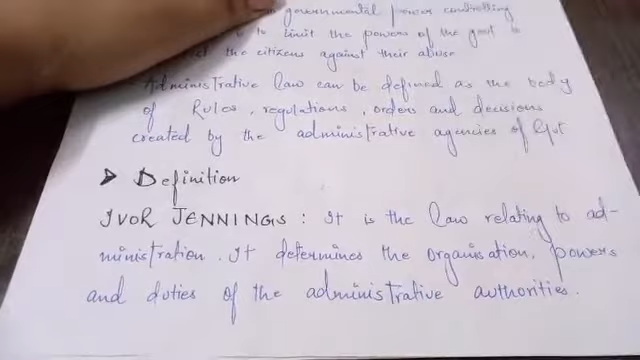 governmental power controlling
to limit the powers of the govt to
the citizens against their abuse
Administrative law can be defined as the body
of Rules, regulations, orders and decisions
created by the administrative agencies of Govt
➤ Definition
IVOR JENNINGS : It is the law relating to ad-
ministration. It determines the organisation, powers
and duties of the administrative authorities.